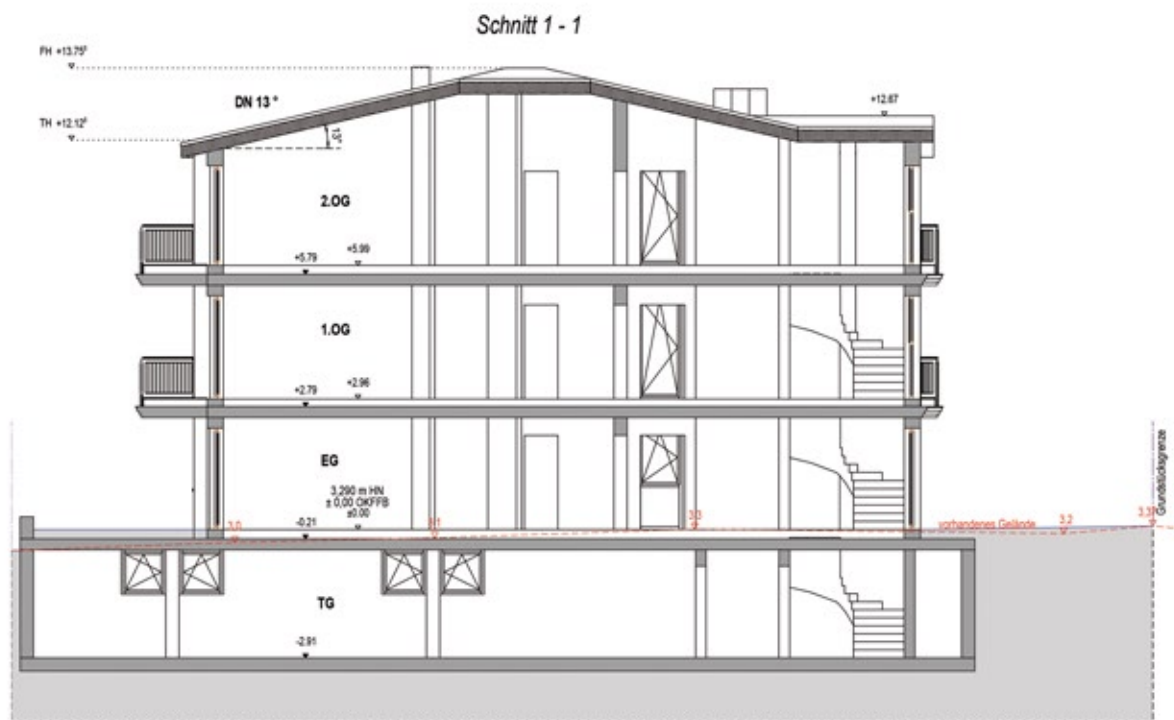 Schnitt 1 - 1
FH +13.75⁵
DN 13 °
+12.67
TH +12.12⁵
13°
2.OG
+5.79
+5.99
1.OG
+2.79
+2.96
EG
Grundstücksgrenze
3,290 m HN
± 0,00 OKFFB
±0.00
-0.21
3,0
3,1
3,3
vorhandenes Gelände
3,2
TG
-2.91